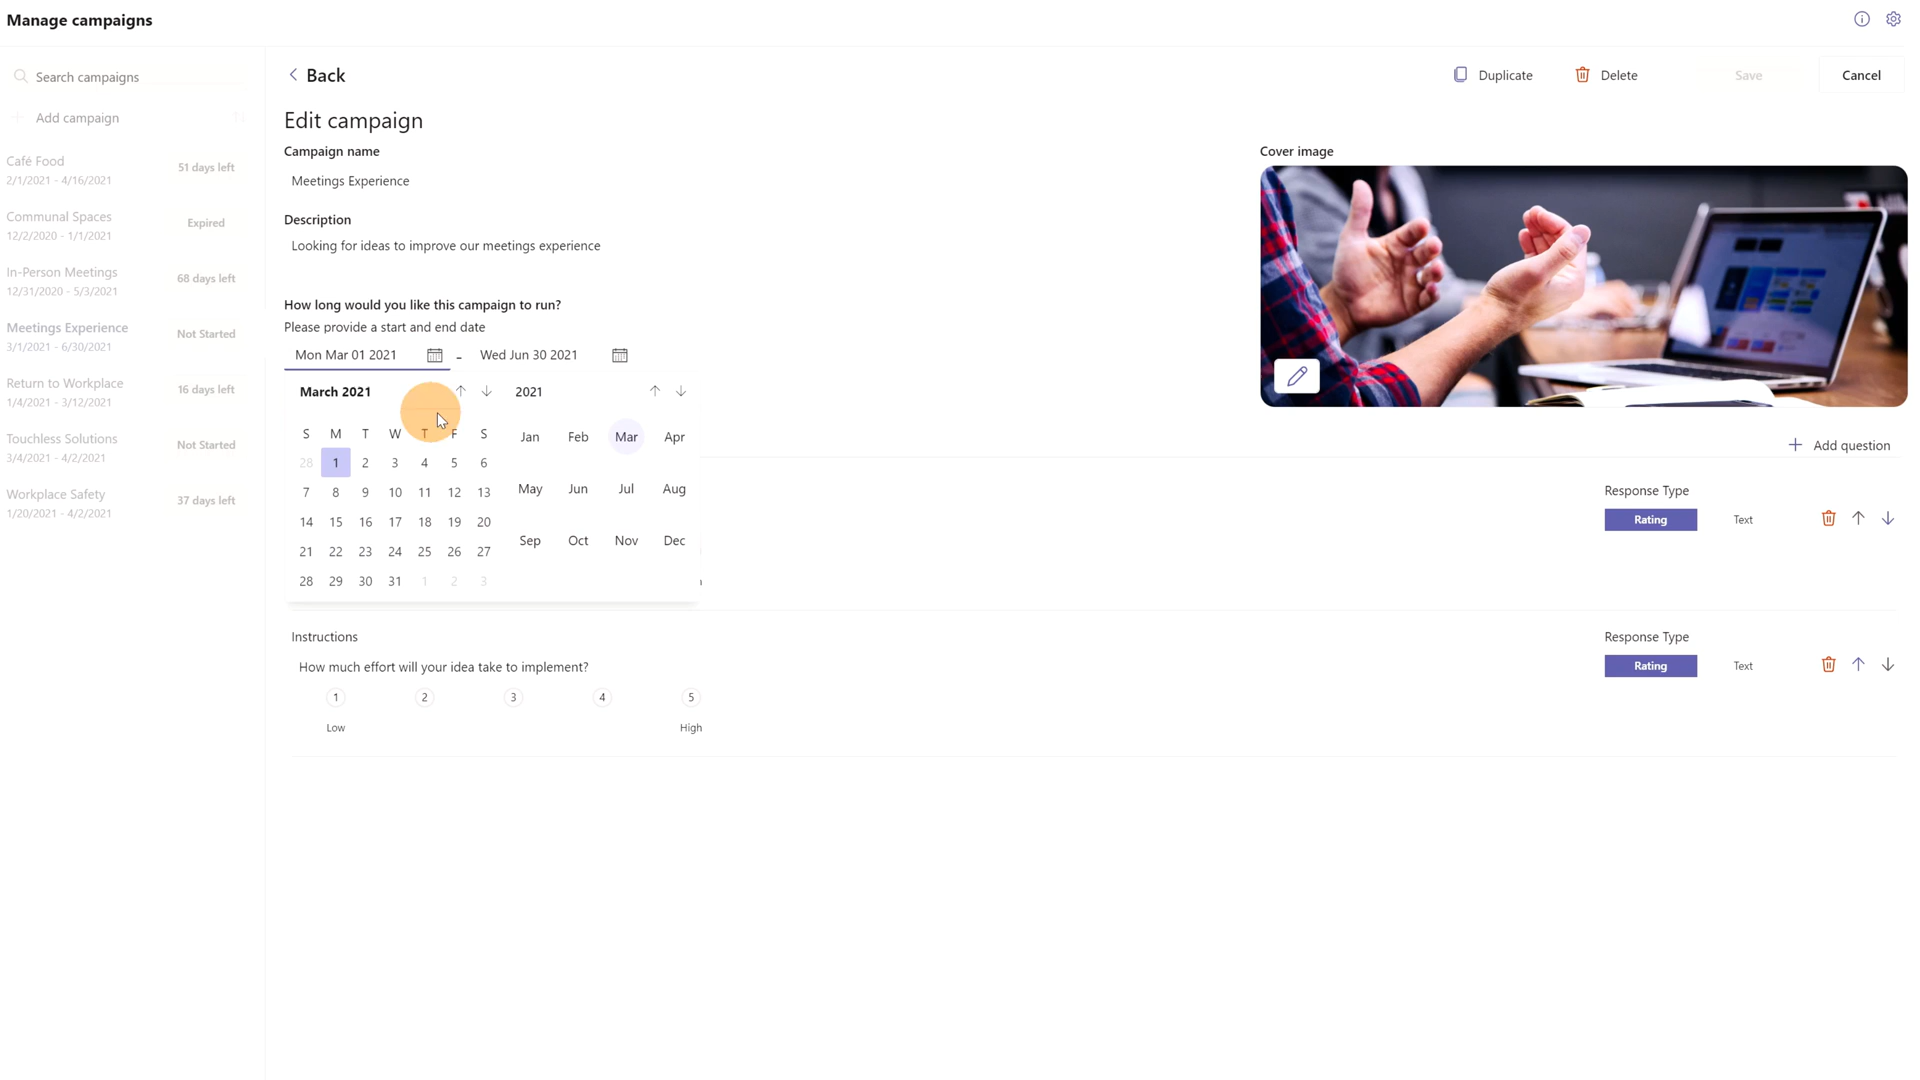 Manage campaigns
Search campaigns
Add campaign
Café Food
2/1/2021 - 4/16/2021
51 days left
Communal Spaces
12/2/2020 - 1/1/2021
Expired
In-Person Meetings
12/31/2020 - 5/3/2021
68 days left
Meetings Experience
3/1/2021 - 6/30/2021
Not Started
Return to Workplace
1/4/2021 - 3/12/2021
16 days left
Touchless Solutions
3/4/2021 - 4/2/2021
Not Started
Workplace Safety
1/20/2021 - 4/2/2021
37 days left
Back
Duplicate
Delete
Save
Cancel
Edit campaign
Campaign name
Meetings Experience
Description
Looking for ideas to improve our meetings experience
How long would you like this campaign to run?
Please provide a start and end date
Mon Mar 01 2021 - Wed Jun 30 2021
March 2021
S M T W T F S
28 1 2 3 4 5 6
7 8 9 10 11 12 13
14 15 16 17 18 19 20
21 22 23 24 25 26 27
28 29 30 31 1 2 3
2021
Jan Feb Mar Apr
May Jun Jul Aug
Sep Oct Nov Dec
Cover image
Add question
Response Type
Rating Text
Instructions
How much effort will your idea take to implement?
1 2 3 4 5
Low High
Response Type
Rating Text